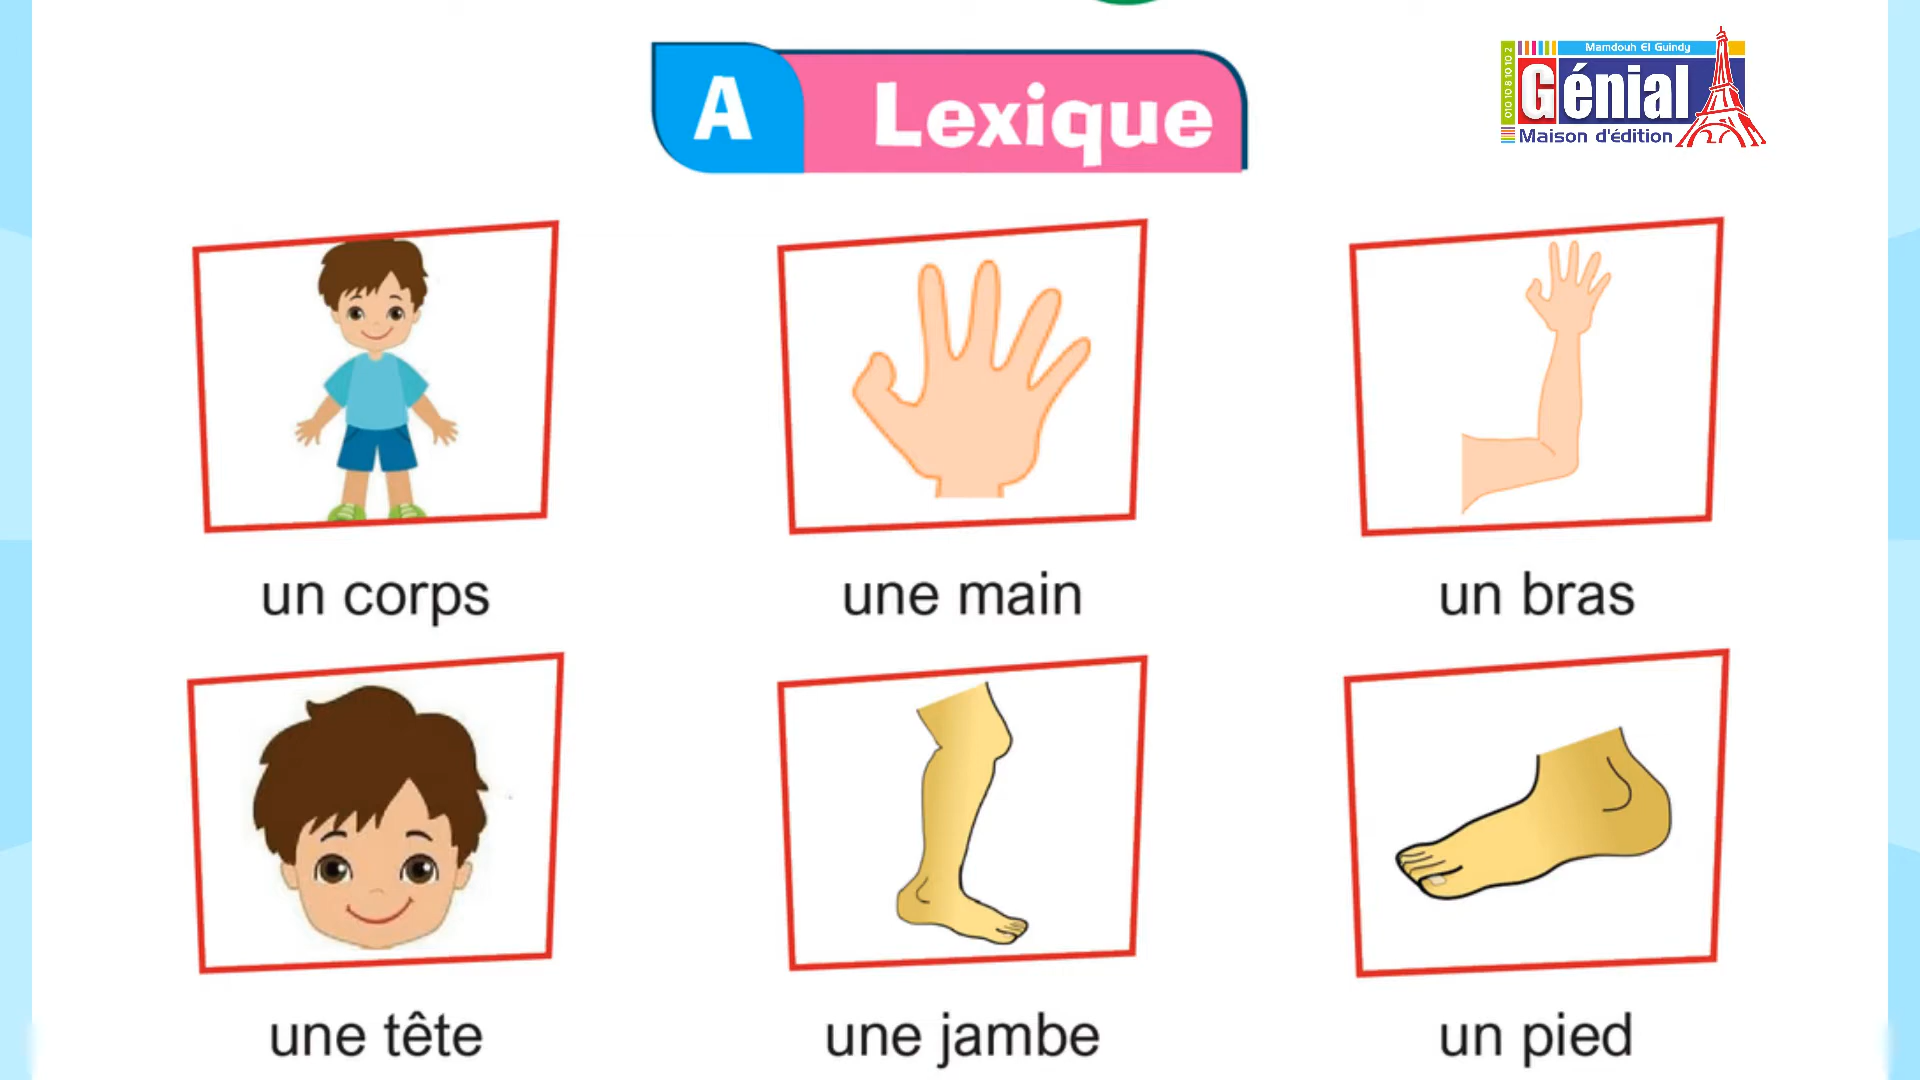 A Lexique
Mamdouh El Guindy
Génial
Maison d'édition
un corps
une main
un bras
une tête
une jambe
un pied